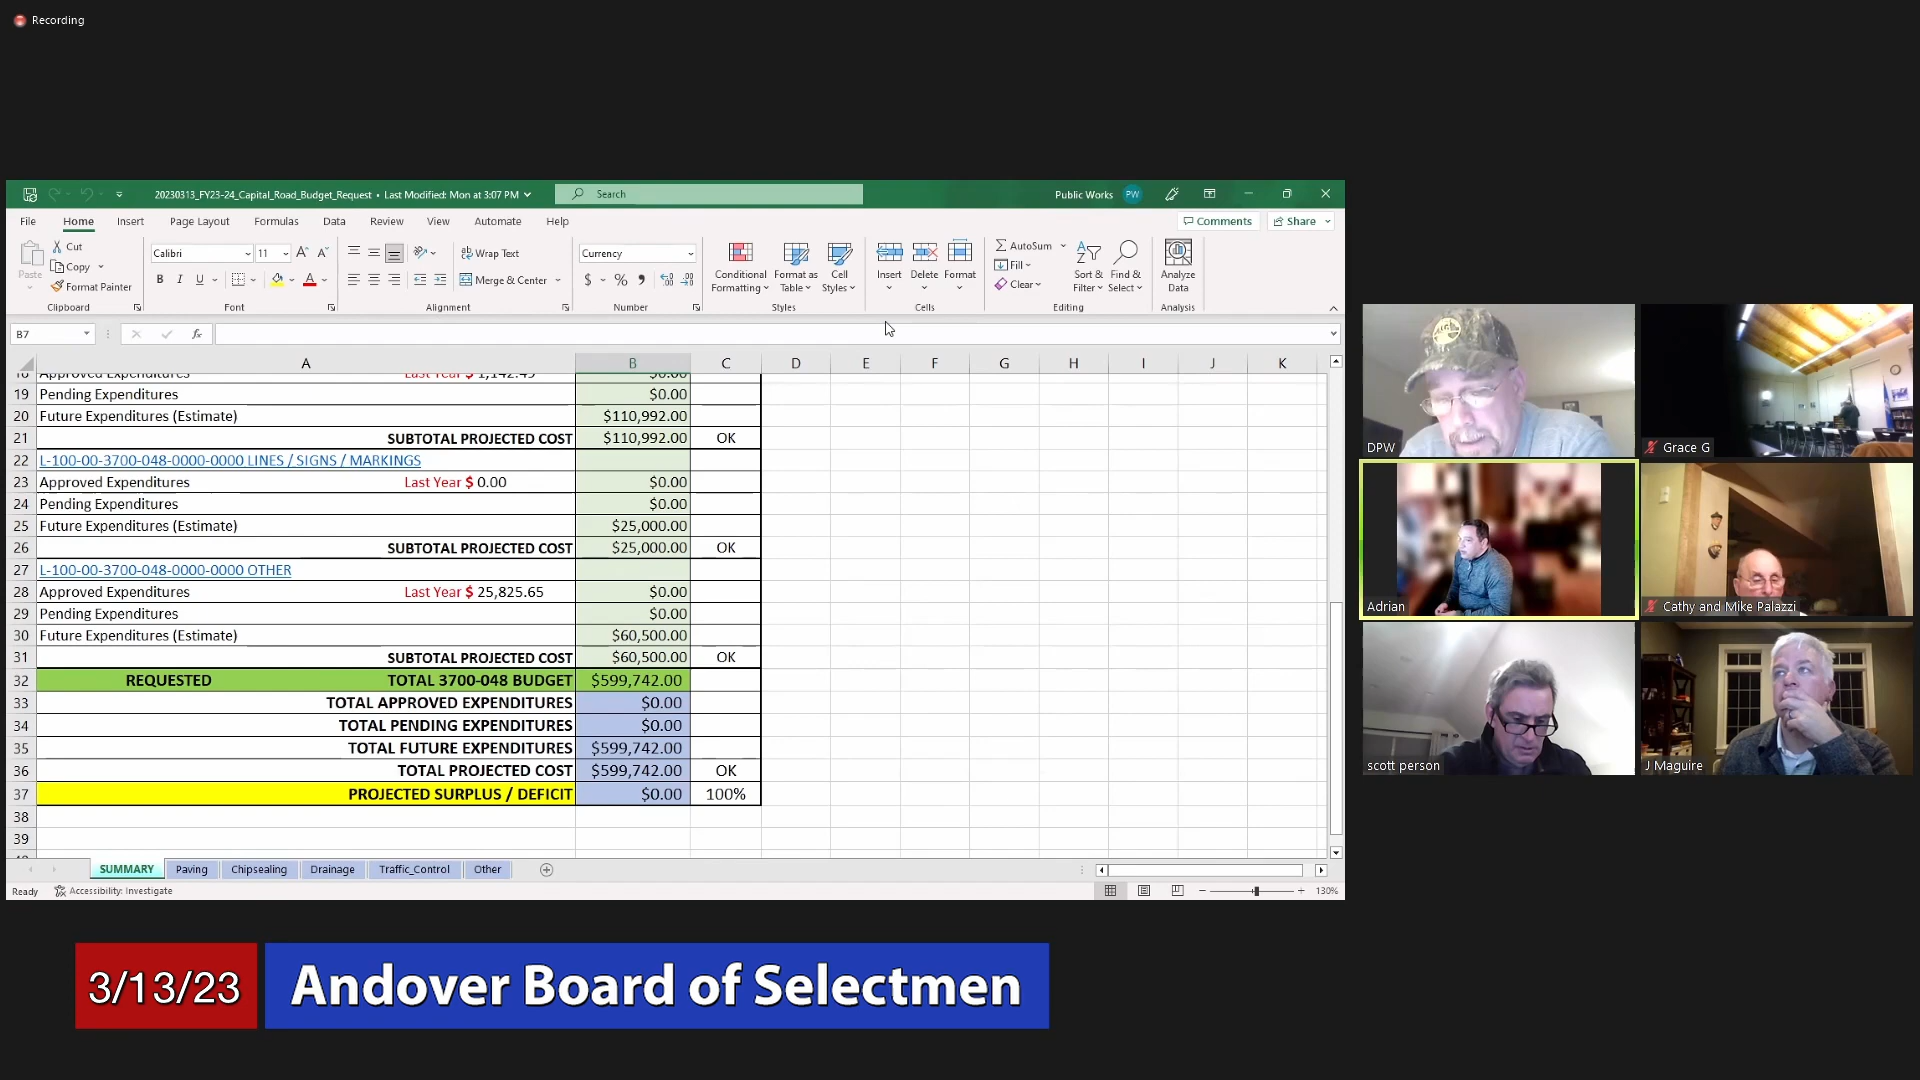 Recording
20230313_FY23-24_Capital_Road_Budget_Request • Last Modified: Mon at 3:07 PM
Search
Public Works PW
File Home Insert Page Layout Formulas Data Review View Automate Help
Comments Share
Paste
Cut
Copy
Format Painter
Clipboard
Calibri 11
B I U
Font
Wrap Text
Merge & Center
Alignment
Currency
$ % ,
Number
Conditional Formatting
Format as Table
Cell Styles
Styles
Insert Delete Format
Cells
AutoSum
Fill
Clear
Sort & Filter
Find & Select
Editing
Analyze Data
Analysis
B7 fx
A B C D E F G H I J K
18 Approved Expenditures Last Year $ 1,142.45 $0.00
19 Pending Expenditures $0.00
20 Future Expenditures (Estimate) $110,992.00
21 SUBTOTAL PROJECTED COST $110,992.00 OK
22 L-100-00-3700-048-0000-0000 LINES / SIGNS / MARKINGS
23 Approved Expenditures Last Year $ 0.00 $0.00
24 Pending Expenditures $0.00
25 Future Expenditures (Estimate) $25,000.00
26 SUBTOTAL PROJECTED COST $25,000.00 OK
27 L-100-00-3700-048-0000-0000 OTHER
28 Approved Expenditures Last Year $ 25,825.65 $0.00
29 Pending Expenditures $0.00
30 Future Expenditures (Estimate) $60,500.00
31 SUBTOTAL PROJECTED COST $60,500.00 OK
32 REQUESTED TOTAL 3700-048 BUDGET $599,742.00
33 TOTAL APPROVED EXPENDITURES $0.00
34 TOTAL PENDING EXPENDITURES $0.00
35 TOTAL FUTURE EXPENDITURES $599,742.00
36 TOTAL PROJECTED COST $599,742.00 OK
37 PROJECTED SURPLUS / DEFICIT $0.00 100%
38
39
SUMMARY Paving Chipsealing Drainage Traffic_Control Other
Ready Accessibility: Investigate 130%
DPW
Grace G
Adrian
Cathy and Mike Palazzi
scott person
J Maguire
3/13/23 Andover Board of Selectmen